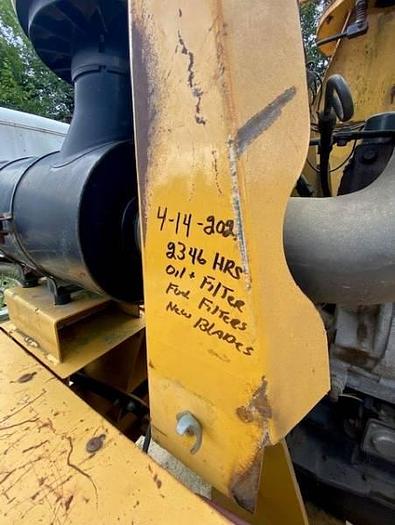 4-14-202
2346 HRS
OIL + FILTER
FUEL FILTERS
NEW BLADES